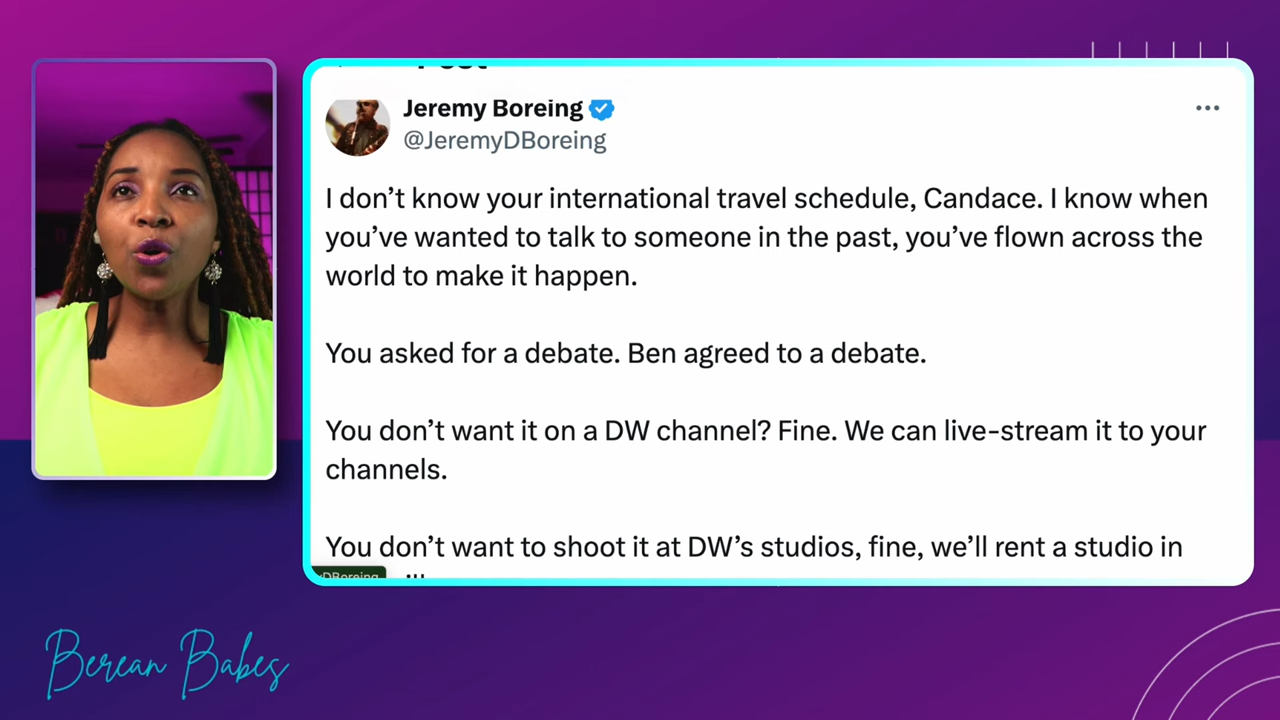 Jeremy Boreing
@JeremyDBoreing
I don’t know your international travel schedule, Candace. I know when
you’ve wanted to talk to someone in the past, you’ve flown across the
world to make it happen.
You asked for a debate. Ben agreed to a debate.
You don’t want it on a DW channel? Fine. We can live-stream it to your
channels.
You don’t want to shoot it at DW’s studios, fine, we’ll rent a studio in
Berean Babes